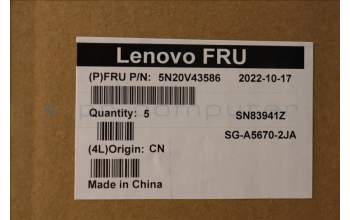 Lenovo FRU
(P)FRU P/N: 5N20V43586 2022-10-17
Quantity: 5 SN83941Z
SG-A5670-2JA
(4L)Origin: CN
Made in China